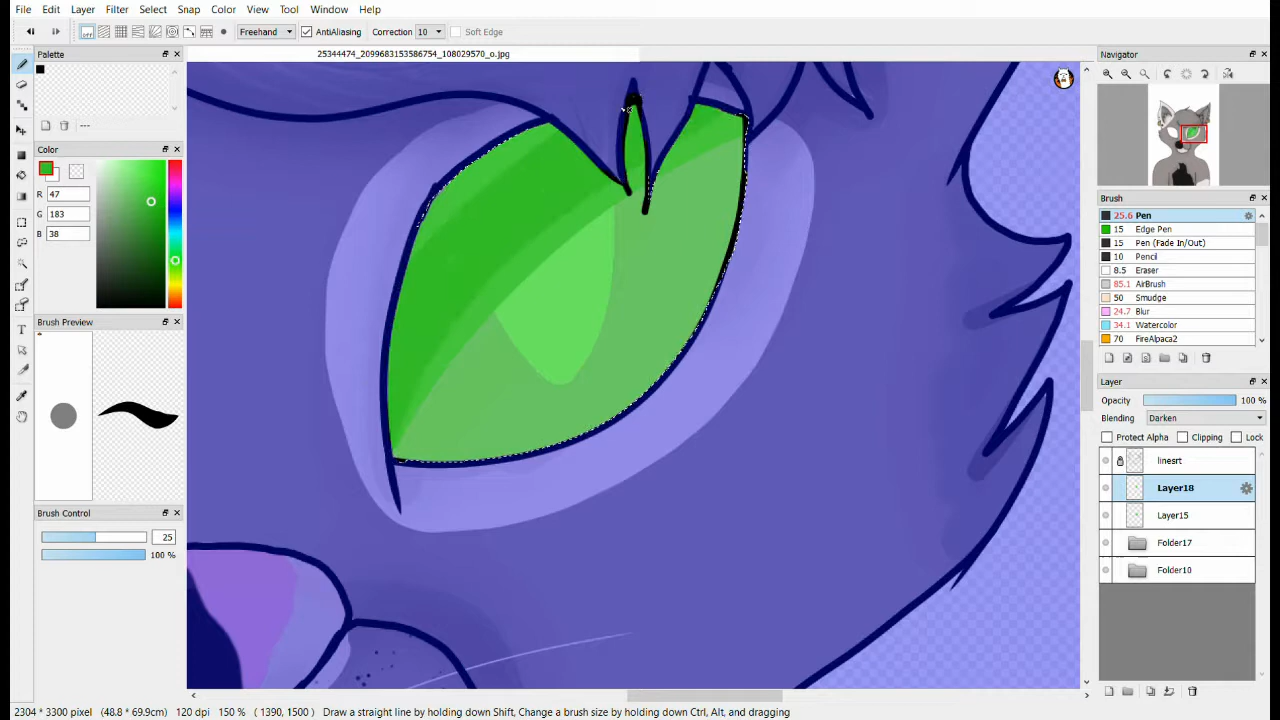 File Edit Layer Filter Select Snap Color View Tool Window Help
off Freehand AntiAliasing Correction 10 Soft Edge
25344474_2099683153586754_108029570_o.jpg
Palette
---
Color
R 47
G 183
B 38
Brush Preview
Brush Control
25
100 %
Navigator
Brush
25.6 Pen
15 Edge Pen
15 Pen (Fade In/Out)
10 Pencil
8.5 Eraser
85.1 AirBrush
50 Smudge
24.7 Blur
34.1 Watercolor
70 FireAlpaca2
Layer
Opacity 100 %
Blending Darken
Protect Alpha Clipping Lock
linesrt
Layer18
Layer15
Folder17
Folder10
2304 * 3300 pixel (48.8 * 69.9cm) 120 dpi 150 % ( 1390, 1500 ) Draw a straight line by holding down Shift, Change a brush size by holding down Ctrl, Alt, and dragging